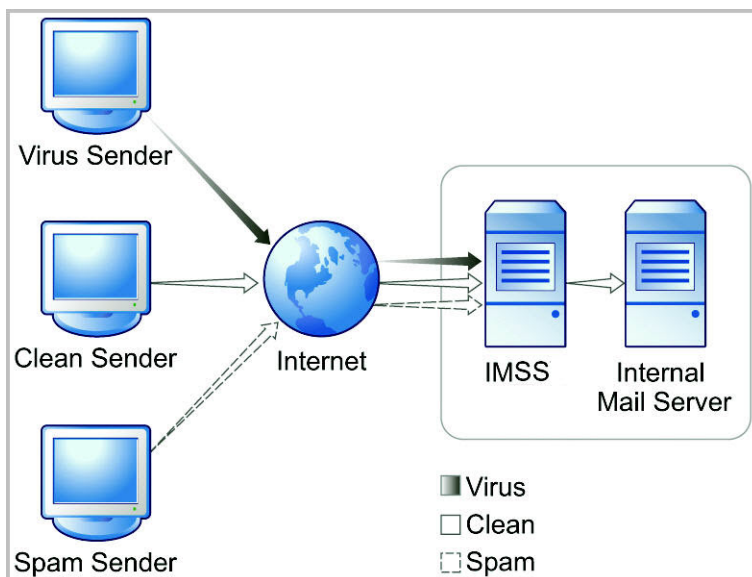 Virus Sender
Clean Sender
Internet
IMSS
Internal
Mail Server
Spam Sender
Virus
Clean
Spam